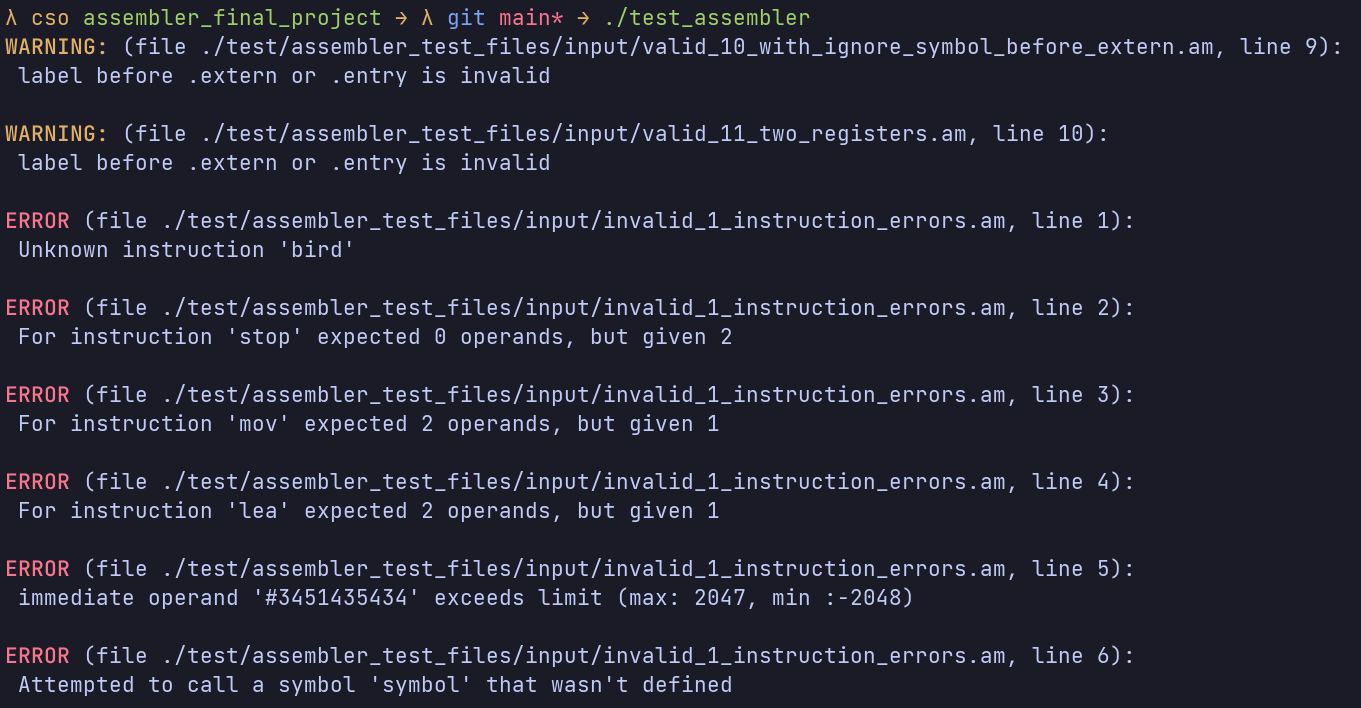 λ cso assembler_final_project → λ git main* → ./test_assembler
WARNING: (file ./test/assembler_test_files/input/valid_10_with_ignore_symbol_before_extern.am, line 9):
 label before .extern or .entry is invalid

WARNING: (file ./test/assembler_test_files/input/valid_11_two_registers.am, line 10):
 label before .extern or .entry is invalid

ERROR (file ./test/assembler_test_files/input/invalid_1_instruction_errors.am, line 1):
 Unknown instruction 'bird'

ERROR (file ./test/assembler_test_files/input/invalid_1_instruction_errors.am, line 2):
 For instruction 'stop' expected 0 operands, but given 2

ERROR (file ./test/assembler_test_files/input/invalid_1_instruction_errors.am, line 3):
 For instruction 'mov' expected 2 operands, but given 1

ERROR (file ./test/assembler_test_files/input/invalid_1_instruction_errors.am, line 4):
 For instruction 'lea' expected 2 operands, but given 1

ERROR (file ./test/assembler_test_files/input/invalid_1_instruction_errors.am, line 5):
 immediate operand '#3451435434' exceeds limit (max: 2047, min :-2048)

ERROR (file ./test/assembler_test_files/input/invalid_1_instruction_errors.am, line 6):
 Attempted to call a symbol 'symbol' that wasn't defined